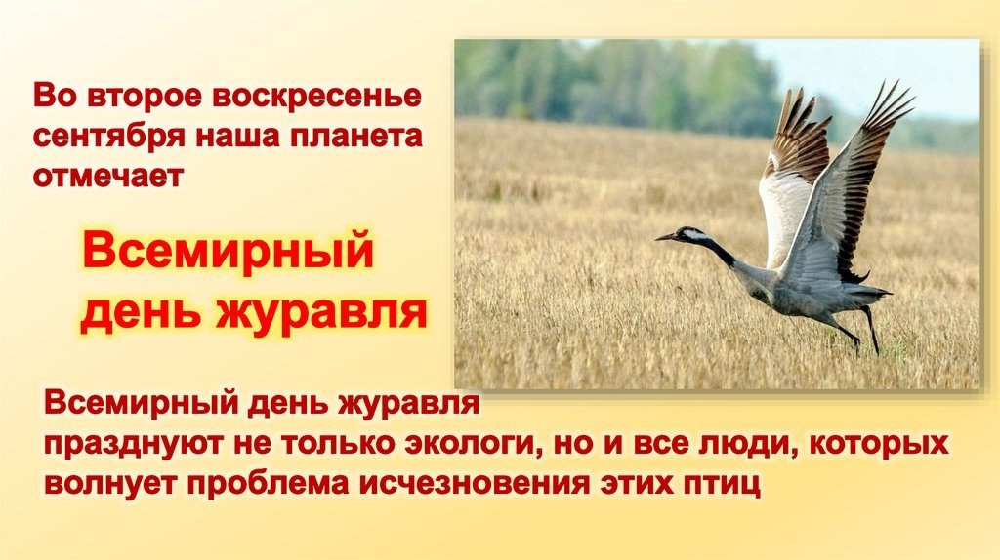 Во второе воскресенье
сентября наша планета
отмечает
Всемирный
день журавля
Всемирный день журавля
празднуют не только экологи, но и все люди, которых
волнует проблема исчезновения этих птиц